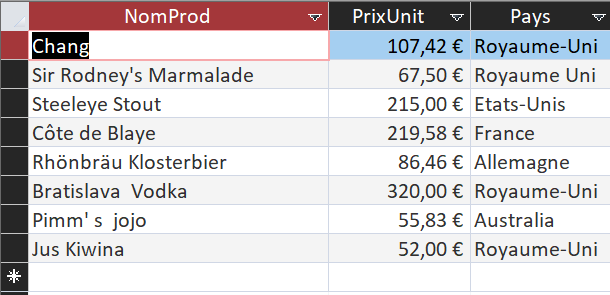 NomProd PrixUnit Pays
Chang 107,42 € Royaume-Uni
Sir Rodney's Marmalade 67,50 € Royaume Uni
Steeleye Stout 215,00 € Etats-Unis
Côte de Blaye 219,58 € France
Rhönbräu Klosterbier 86,46 € Allemagne
Bratislava  Vodka 320,00 € Royaume-Uni
Pimm' s  jojo 55,83 € Australia
Jus Kiwina 52,00 € Royaume-Uni